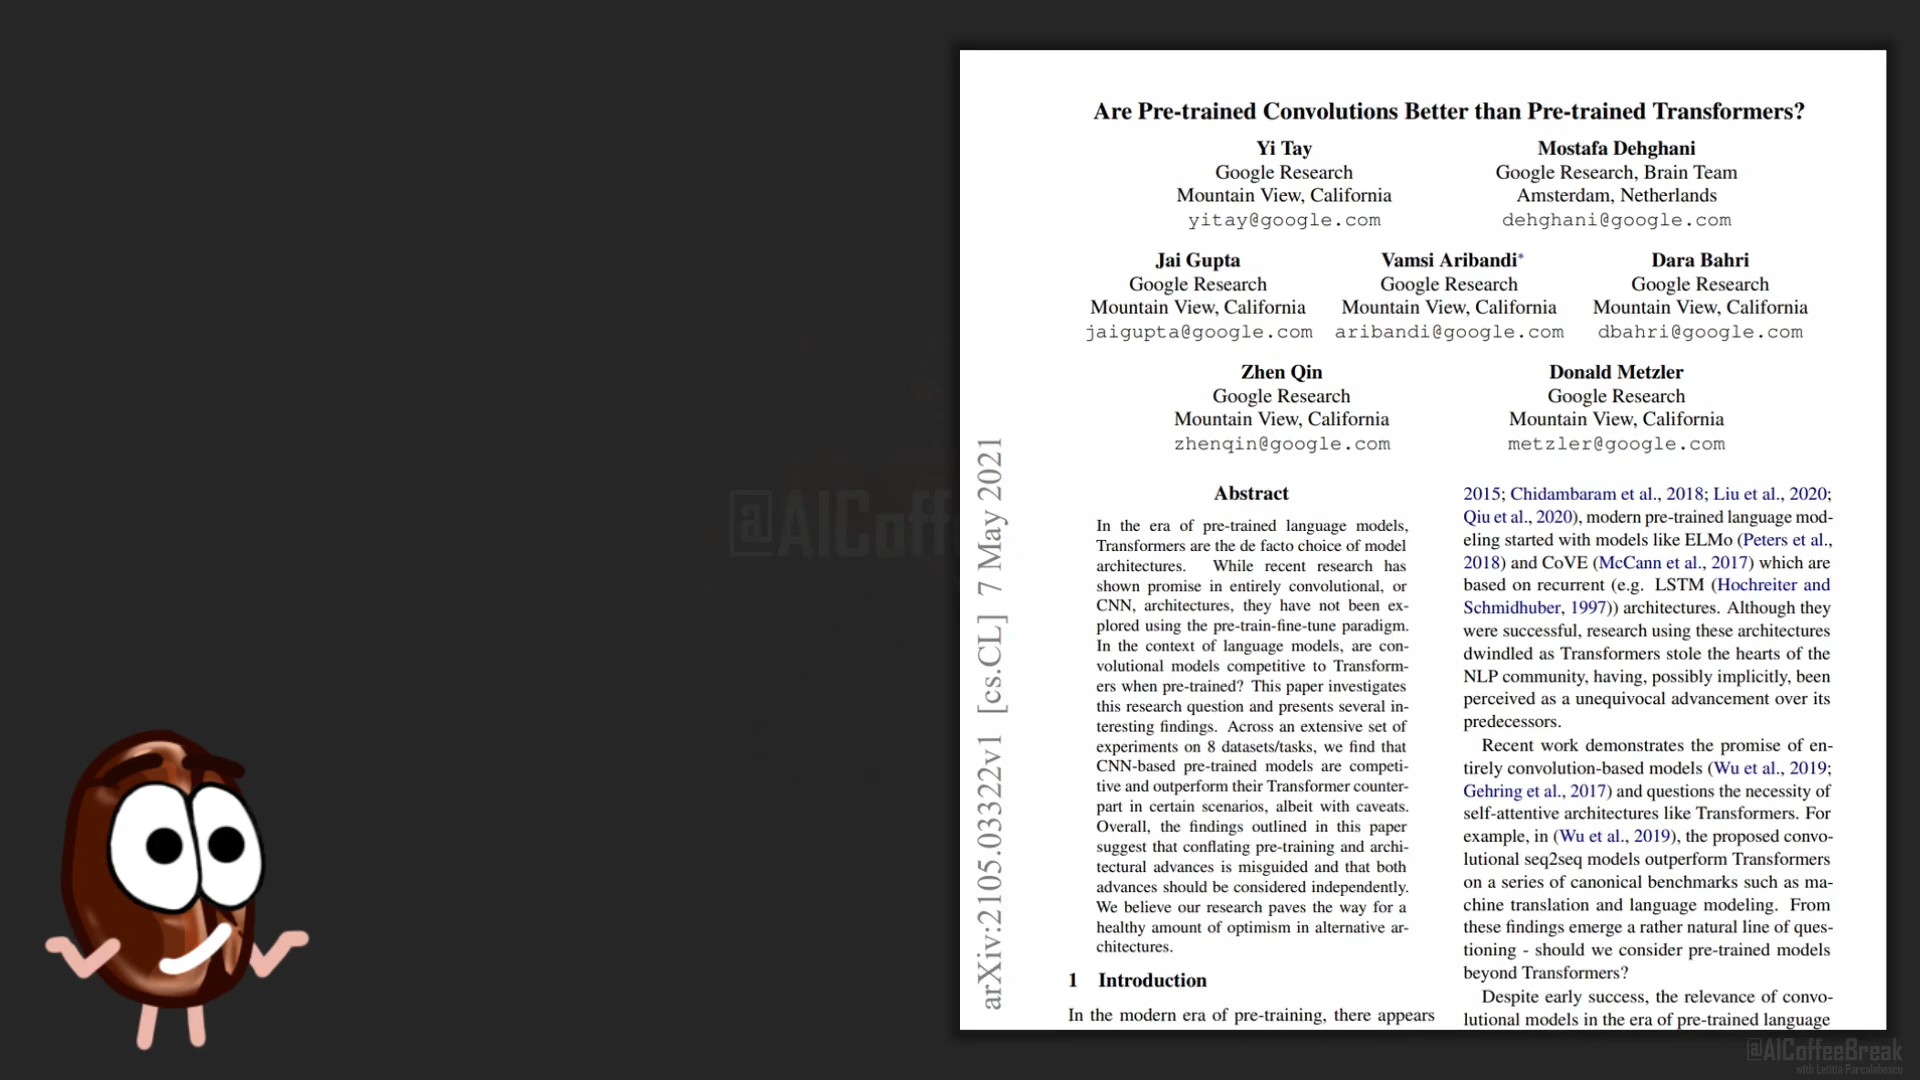 Are Pre-trained Convolutions Better than Pre-trained Transformers?
Yi Tay
Google Research
Mountain View, California
yitay@google.com
Mostafa Dehghani
Google Research, Brain Team
Amsterdam, Netherlands
dehghani@google.com
Jai Gupta
Google Research
Mountain View, California
jaigupta@google.com
Vamsi Aribandi*
Google Research
Mountain View, California
aribandi@google.com
Dara Bahri
Google Research
Mountain View, California
dbahri@google.com
Zhen Qin
Google Research
Mountain View, California
zhenqin@google.com
Donald Metzler
Google Research
Mountain View, California
metzler@google.com
arXiv:2105.03322v1 [cs.CL] 7 May 2021
Abstract
In the era of pre-trained language models,
Transformers are the de facto choice of model
architectures. While recent research has
shown promise in entirely convolutional, or
CNN, architectures, they have not been ex-
plored using the pre-train-fine-tune paradigm.
In the context of language models, are con-
volutional models competitive to Transform-
ers when pre-trained? This paper investigates
this research question and presents several in-
teresting findings. Across an extensive set of
experiments on 8 datasets/tasks, we find that
CNN-based pre-trained models are competi-
tive and outperform their Transformer counter-
part in certain scenarios, albeit with caveats.
Overall, the findings outlined in this paper
suggest that conflating pre-training and archi-
tectural advances is misguided and that both
advances should be considered independently.
We believe our research paves the way for a
healthy amount of optimism in alternative ar-
chitectures.
1 Introduction
In the modern era of pre-training, there appears
2015; Chidambaram et al., 2018; Liu et al., 2020;
Qiu et al., 2020), modern pre-trained language mod-
eling started with models like ELMo (Peters et al.,
2018) and CoVE (McCann et al., 2017) which are
based on recurrent (e.g. LSTM (Hochreiter and
Schmidhuber, 1997)) architectures. Although they
were successful, research using these architectures
dwindled as Transformers stole the hearts of the
NLP community, having, possibly implicitly, been
perceived as a unequivocal advancement over its
predecessors.
Recent work demonstrates the promise of en-
tirely convolution-based models (Wu et al., 2019;
Gehring et al., 2017) and questions the necessity of
self-attentive architectures like Transformers. For
example, in (Wu et al., 2019), the proposed convo-
lutional seq2seq models outperform Transformers
on a series of canonical benchmarks such as ma-
chine translation and language modeling. From
these findings emerge a rather natural line of ques-
tioning - should we consider pre-trained models
beyond Transformers?
Despite early success, the relevance of convo-
lutional models in the era of pre-trained language
@AICoff
@AICoffeeBreak
with Letitia Parcalabescu